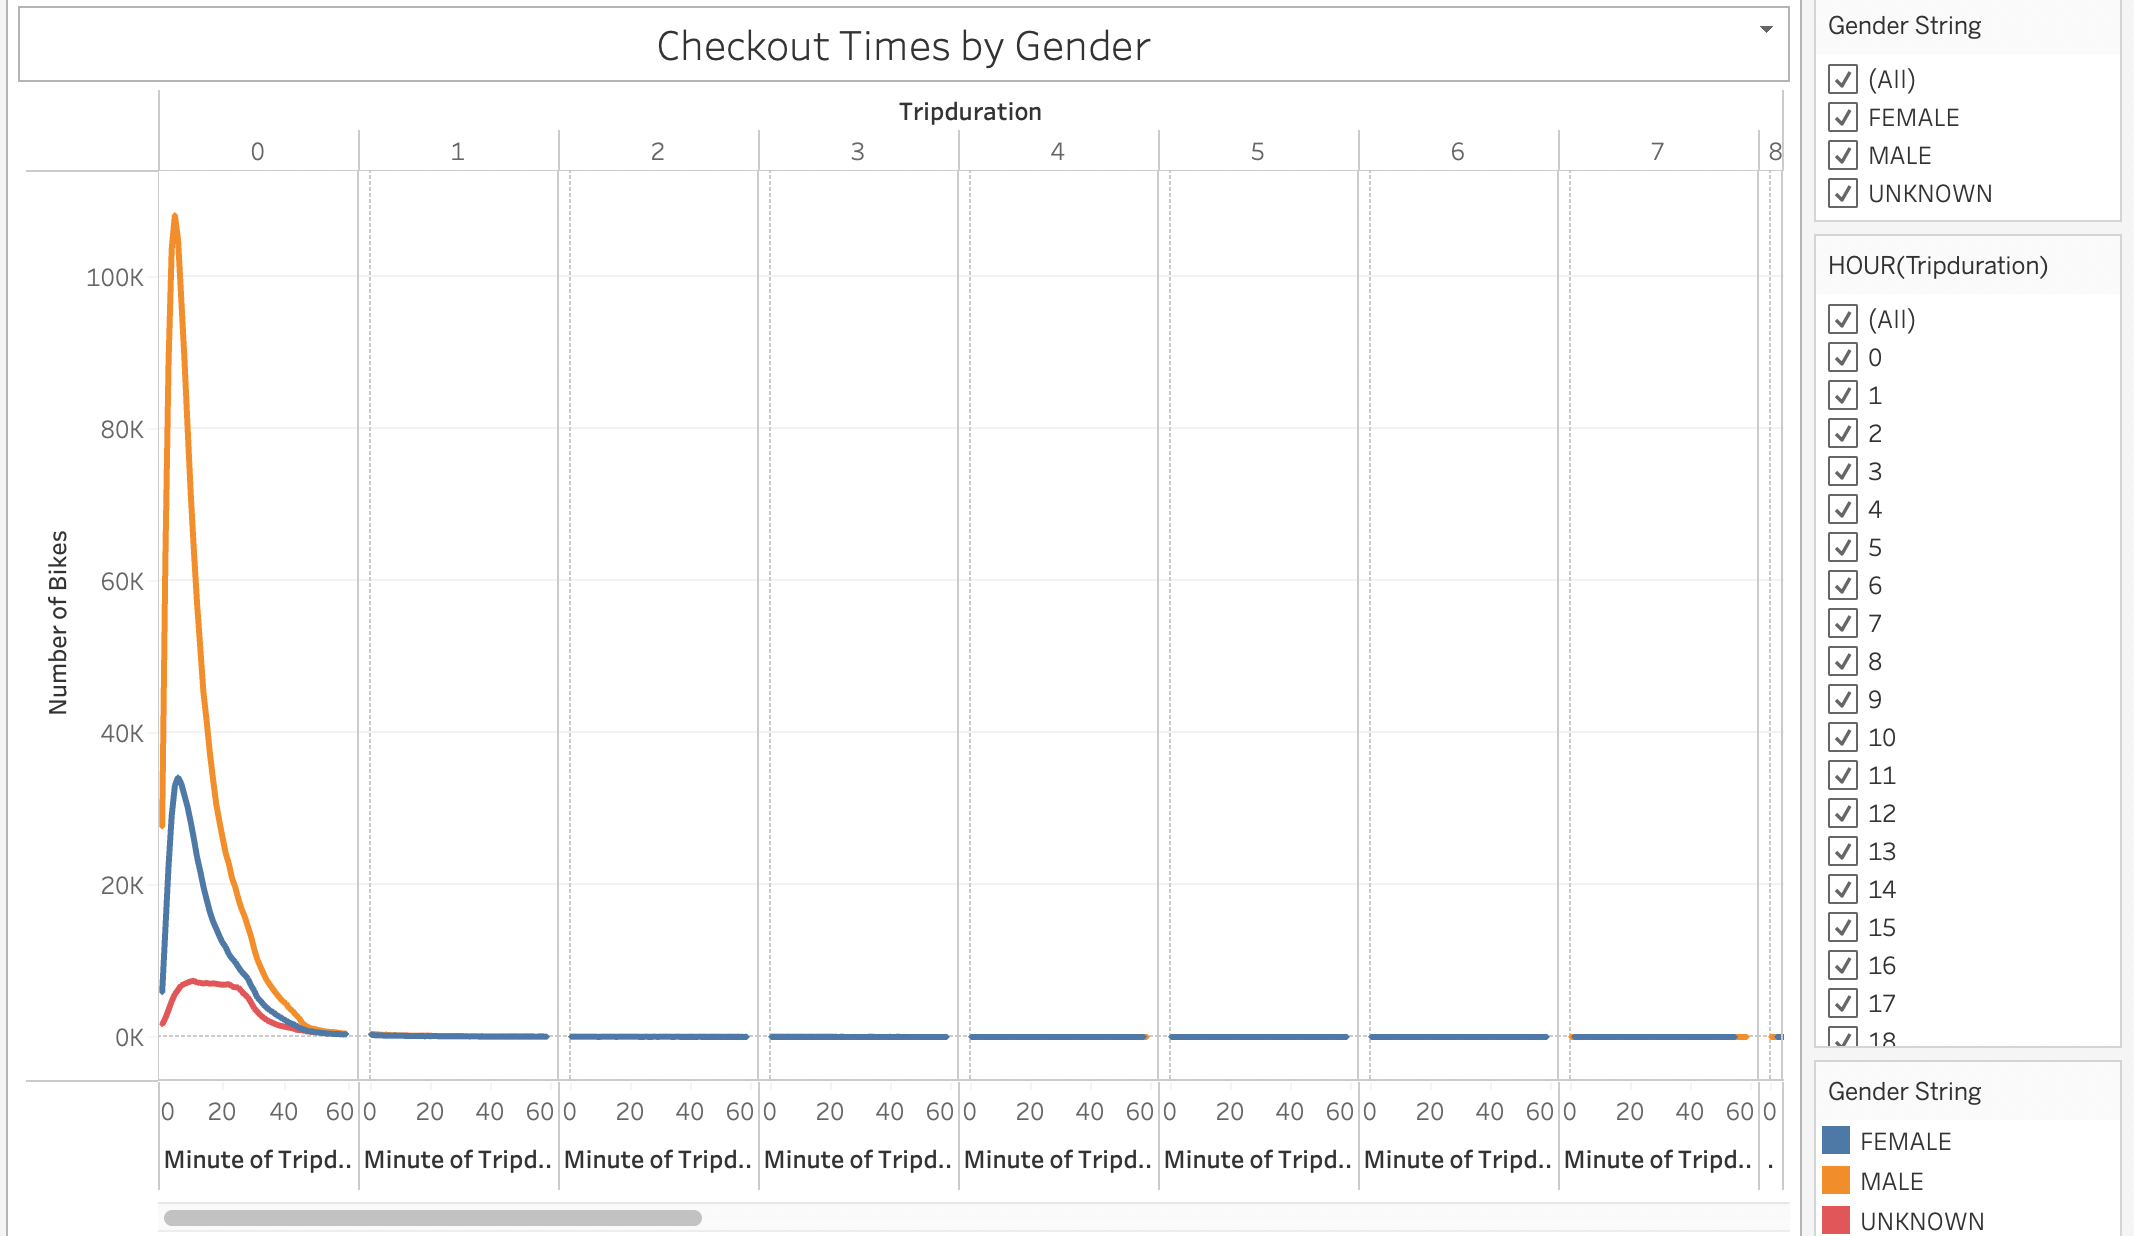 Checkout Times by Gender
Tripduration
0 1 2 3 4 5 6 7 8
Number of Bikes
100K
80K
60K
40K
20K
0K
0 20 40 60 0 20 40 60 0 20 40 60 0 20 40 60 0 20 40 60 0 20 40 60 0 20 40 60 0 20 40 60 0
Minute of Tripd.. Minute of Tripd.. Minute of Tripd.. Minute of Tripd.. Minute of Tripd.. Minute of Tripd.. Minute of Tripd.. Minute of Tripd.. .
Gender String
(All)
FEMALE
MALE
UNKNOWN
HOUR(Tripduration)
(All)
0
1
2
3
4
5
6
7
8
9
10
11
12
13
14
15
16
17
18
Gender String
FEMALE
MALE
UNKNOWN